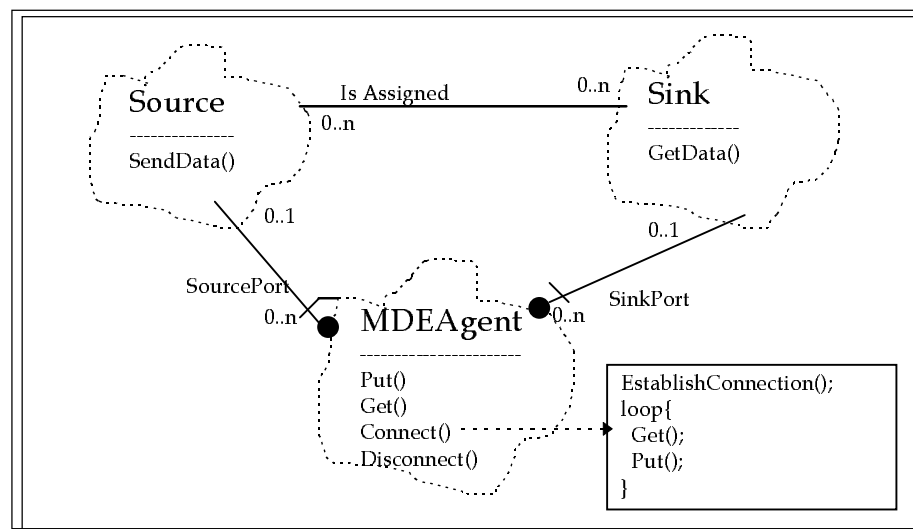 Source
---------------
SendData()
Is Assigned
0..n
0..n
Sink
-------------
GetData()
0..1
SourcePort
0..n
0..1
SinkPort
0..n
MDEAgent
-----------------------
Put()
Get()
Connect()
Disconnect()
EstablishConnection();
loop{
Get();
Put();
}